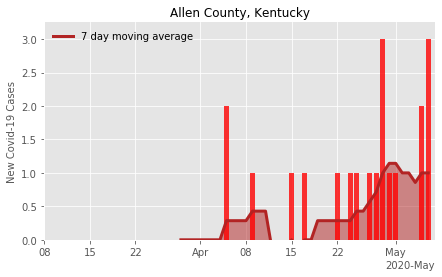 Allen County, Kentucky
7 day moving average
New Covid-19 Cases
3.0
2.5
2.0
1.5
1.0
0.5
0.0
08 15 22 Apr 08 15 22 May
2020-May